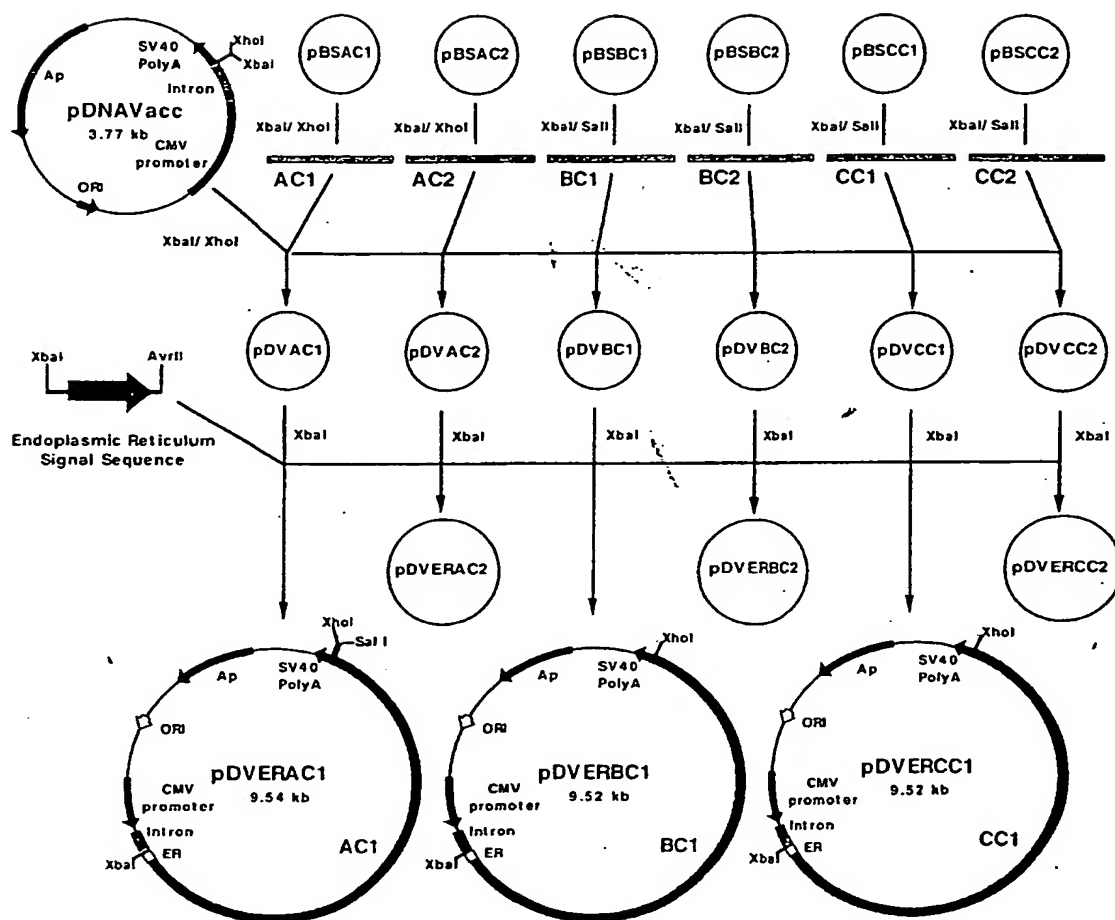 pDNAVacc
3.77 kb
Ap
SV40
PolyA
XhoI
XbaI
Intron
CMV
promoter
ORI
XbaI/ XhoI
pBSAC1
pBSAC2
pBSBC1
pBSBC2
pBSCC1
pBSCC2
XbaI/ XhoI
XbaI/ XhoI
XbaI/ SalI
XbaI/ SalI
XbaI/ SalI
XbaI/ SalI
AC1
AC2
BC1
BC2
CC1
CC2
pDVAC1
pDVAC2
pDVBC1
pDVBC2
pDVCC1
pDVCC2
XbaI
AvrII
Endoplasmic Reticulum
Signal Sequence
XbaI
XbaI
XbaI
XbaI
XbaI
XbaI
pDVERAC2
pDVERBC2
pDVERCC2
XhoI
Sal I
SV40
PolyA
Ap
ORI
pDVERAC1
9.54 kb
CMV
promoter
Intron
ER
XbaI
AC1
XhoI
SV40
PolyA
Ap
ORI
pDVERBC1
9.52 kb
CMV
promoter
Intron
ER
XbaI
BC1
XhoI
SV40
PolyA
Ap
ORI
pDVERCC1
9.52 kb
CMV
promoter
Intron
ER
XbaI
CC1